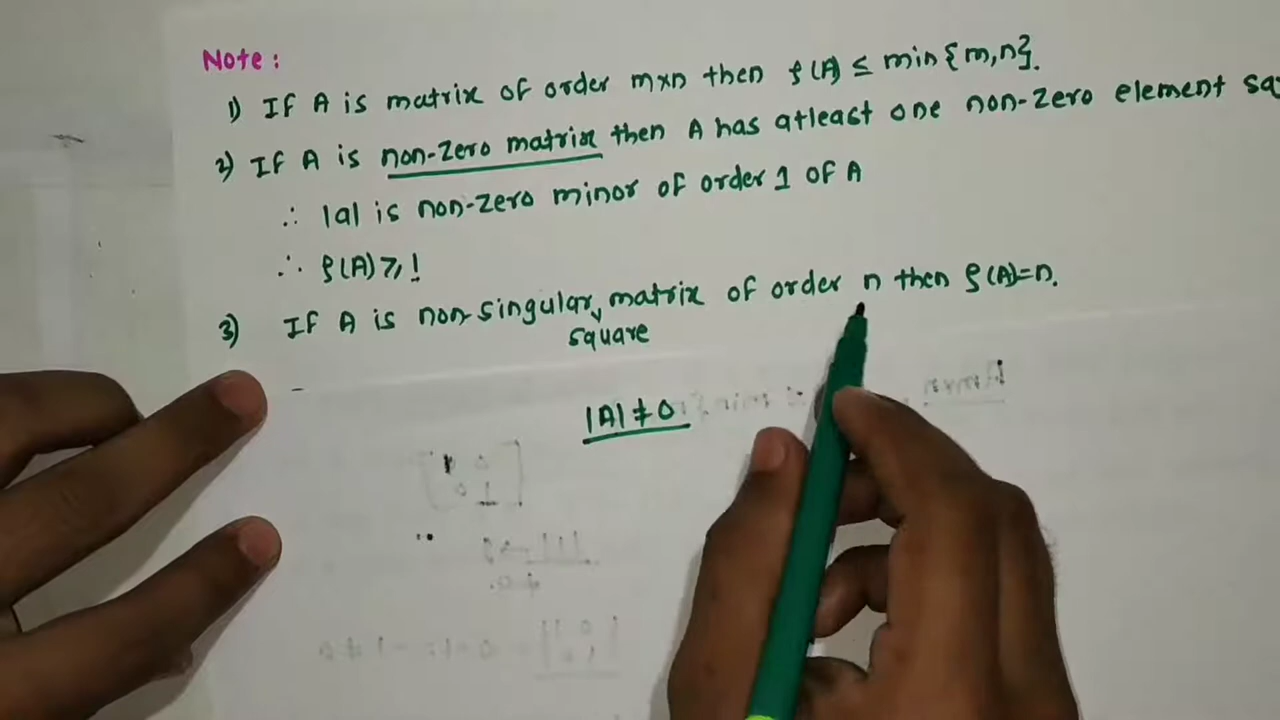 Note :
1) If A is matrix of order m×n then ρ(A) ≤ min{m,n}.
2) If A is non-zero matrix then A has atleast one non-zero element
∴ |a| is non-zero minor of order 1 of A
∴ ρ(A) ⩾ 1
3) If A is non-singular matrix of order n then ρ(A)=n.
square
|A| ≠ 0